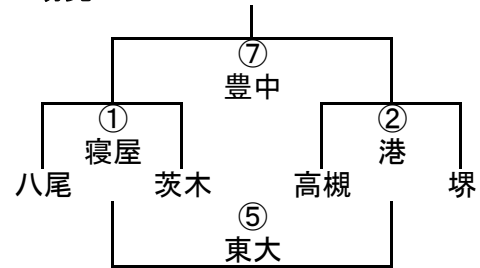 ⑦
豊中
① ②
寝屋 港
八尾 茨木 高槻 堺
⑤
東大